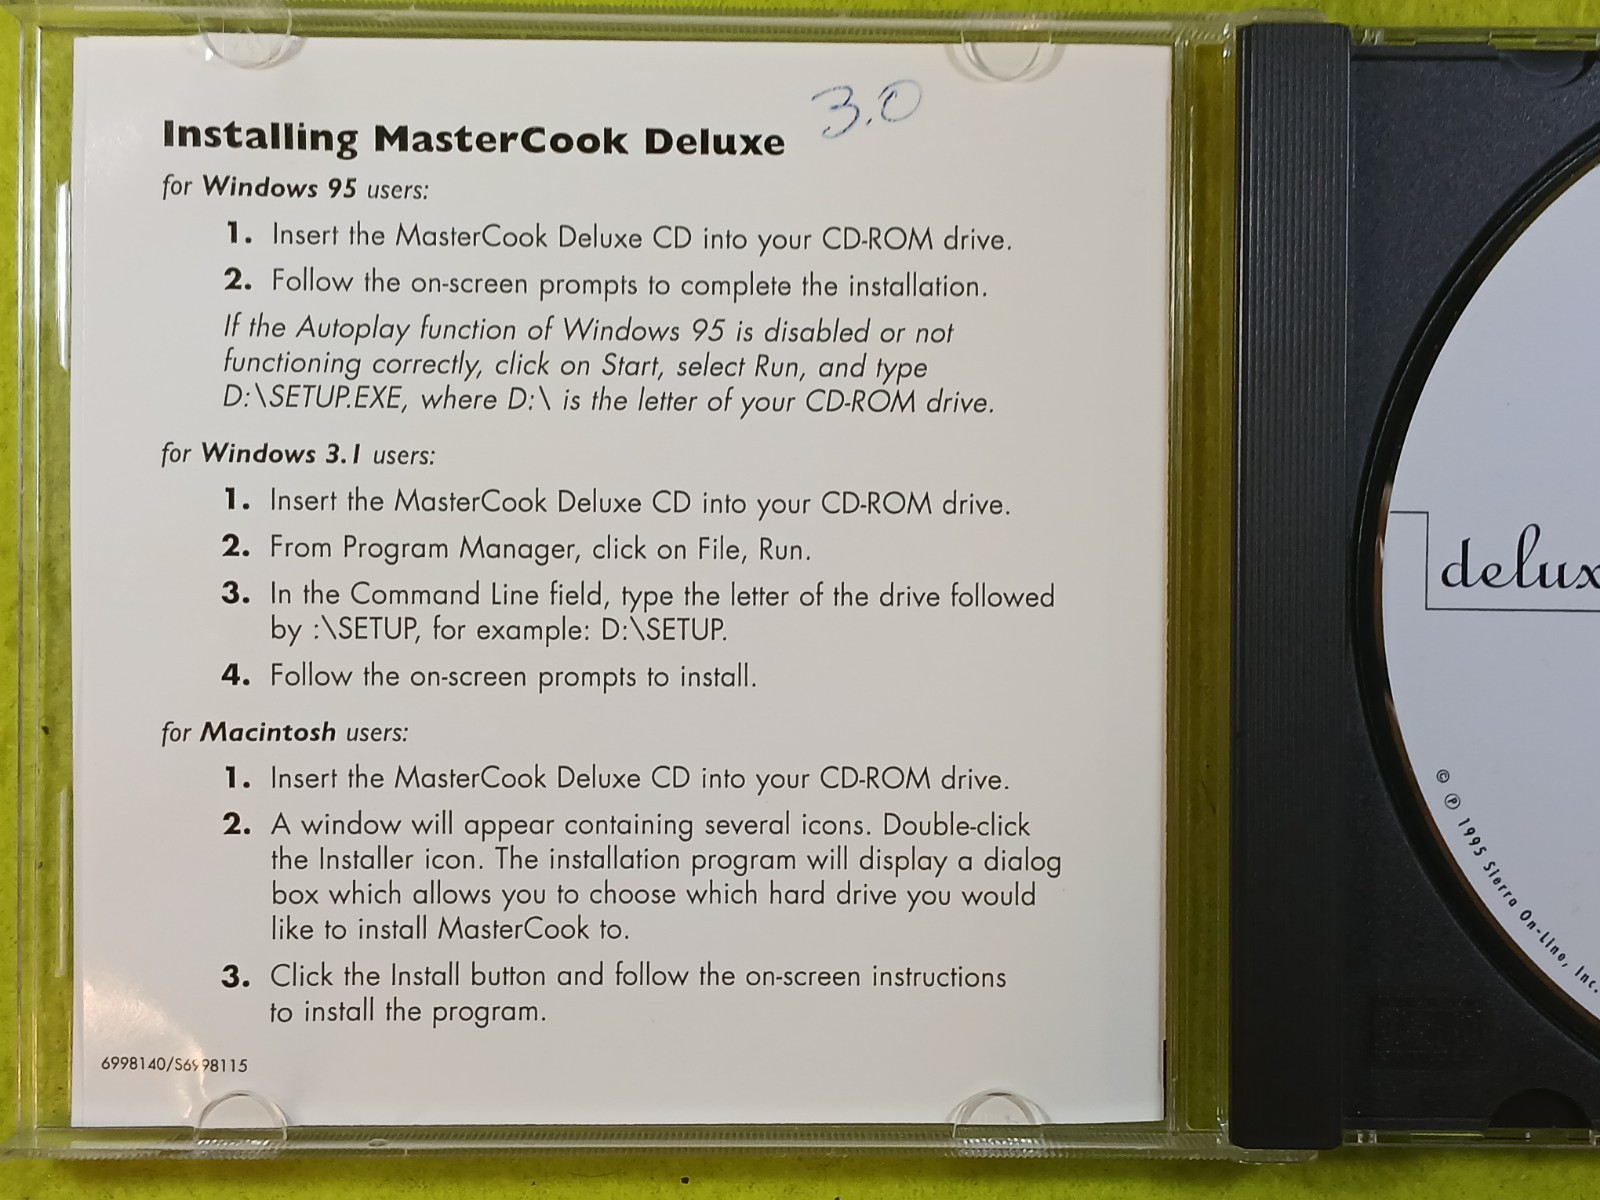 3.0
Installing MasterCook Deluxe
for Windows 95 users:
1. Insert the MasterCook Deluxe CD into your CD-ROM drive.
2. Follow the on-screen prompts to complete the installation.
If the Autoplay function of Windows 95 is disabled or not
functioning correctly, click on Start, select Run, and type
D:\SETUP.EXE, where D:\ is the letter of your CD-ROM drive.
for Windows 3.1 users:
1. Insert the MasterCook Deluxe CD into your CD-ROM drive.
2. From Program Manager, click on File, Run.
3. In the Command Line field, type the letter of the drive followed
by :\SETUP, for example: D:\SETUP.
4. Follow the on-screen prompts to install.
for Macintosh users:
1. Insert the MasterCook Deluxe CD into your CD-ROM drive.
2. A window will appear containing several icons. Double-click
the Installer icon. The installation program will display a dialog
box which allows you to choose which hard drive you would
like to install MasterCook to.
3. Click the Install button and follow the on-screen instructions
to install the program.
6998140/S6998115
delux
© ℗ 1995 Sierra On-Line, Inc.